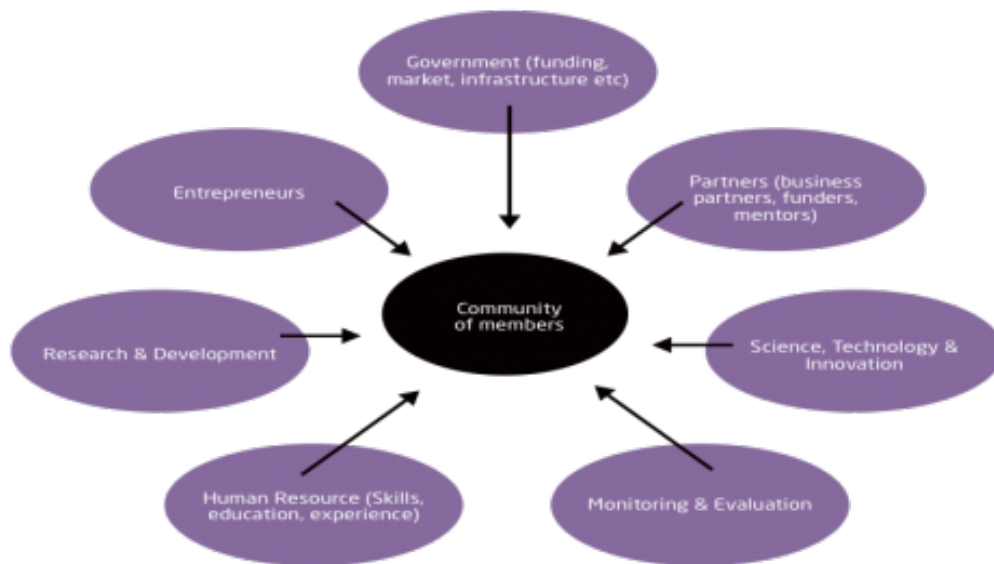 Government (funding,
market, infrastructure etc)
Entrepreneurs
Partners (business
partners, funders,
mentors)
Community
of members
Research & Development
Science, Technology &
Innovation
Human Resource (Skills,
education, experience)
Monitoring & Evaluation